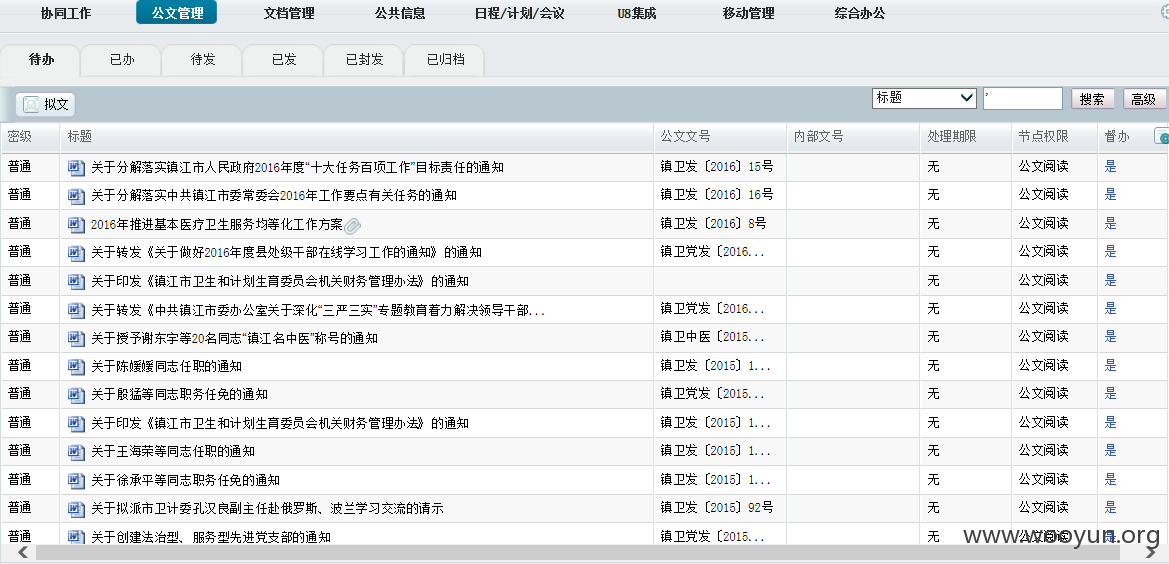 协同工作 公文管理 文档管理 公共信息 日程/计划/会议 U8集成 移动管理 综合办公
待办 已办 待发 已发 已封发 已归档
拟文 标题 ' 搜索 高级
密级 标题 公文文号 内部文号 处理期限 节点权限 督办
普通 关于分解落实镇江市人民政府2016年度“十大任务百项工作”目标责任的通知 镇卫发〔2016〕15号 无 公文阅读 是
普通 关于分解落实中共镇江市委常委会2016年工作要点有关任务的通知 镇卫发〔2016〕16号 无 公文阅读 是
普通 2016年推进基本医疗卫生服务均等化工作方案 镇卫发〔2016〕8号 无 公文阅读 是
普通 关于转发《关于做好2016年度县处级干部在线学习工作的通知》的通知 镇卫党发〔2016... 无 公文阅读 是
普通 关于印发《镇江市卫生和计划生育委员会机关财务管理办法》的通知 无 公文阅读 是
普通 关于转发《中共镇江市委办公室关于深化“三严三实”专题教育着力解决领导干部... 镇卫党发〔2016... 无 公文阅读 是
普通 关于授予谢东宇等20名同志“镇江名中医”称号的通知 镇卫中医〔2015... 无 公文阅读 是
普通 关于陈媛媛同志任职的通知 镇卫发〔2015〕1... 无 公文阅读 是
普通 关于殷猛等同志职务任免的通知 镇卫党发〔2015... 无 公文阅读 是
普通 关于印发《镇江市卫生和计划生育委员会机关财务管理办法》的通知 镇卫发〔2015〕1... 无 公文阅读 是
普通 关于王海荣等同志任职的通知 镇卫发〔2015〕1... 无 公文阅读 是
普通 关于徐承平等同志职务任免的通知 镇卫发〔2015〕1... 无 公文阅读 是
普通 关于拟派市卫计委孔汉良副主任赴俄罗斯、波兰学习交流的请示 镇卫发〔2015〕92号 无 公文阅读 是
普通 关于创建法治型、服务型先进党支部的通知 镇卫党发〔2015... 无 公文阅读 是
www.wooyun.org